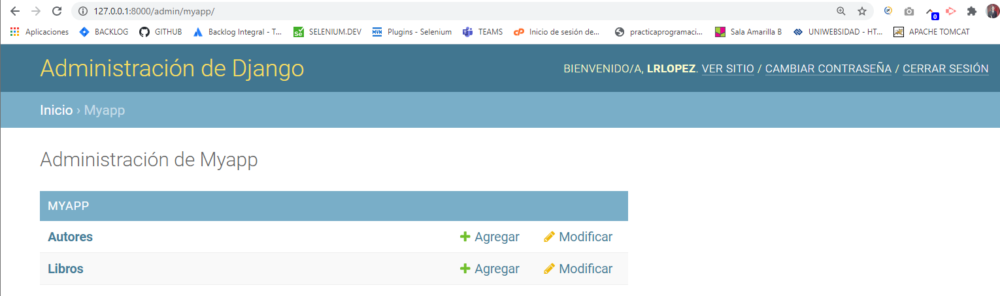 127.0.0.1:8000/admin/myapp/
0
Aplicaciones BACKLOG GITHUB Backlog Integral - T... SELENIUM.DEV Plugins - Selenium TEAMS Inicio de sesión de... practicaprogramaci... Sala Amarilla B UNIWEBSIDAD - HT... APACHE TOMCAT
Administración de Django
BIENVENIDO/A, LRLOPEZ. VER SITIO / CAMBIAR CONTRASEÑA / CERRAR SESIÓN
Inicio › Myapp
Administración de Myapp
MYAPP
Autores Agregar Modificar
Libros Agregar Modificar